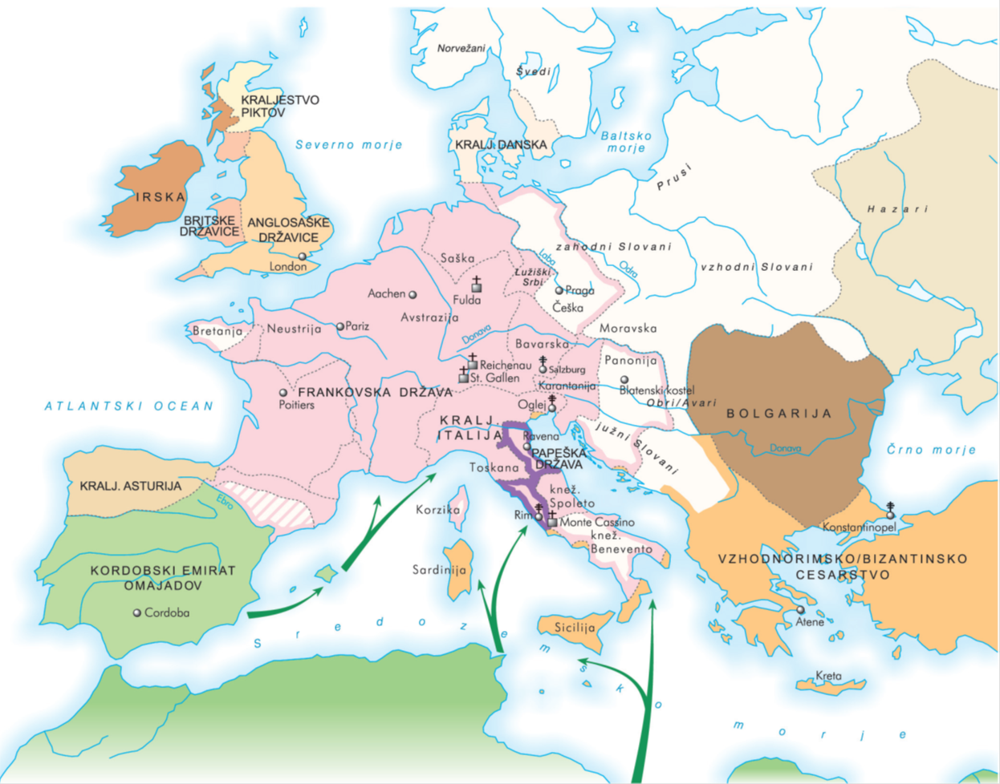 Norvežani
Švedi
KRALJESTVO
PIKTOV
Severno morje
KRALJ. DANSKA
Baltsko
morje
Prusi
IRSKA
BRITSKE
DRŽAVICE
ANGLOSAŠKE
DRŽAVICE
London
Hazari
zahodni Slovani
vzhodni Slovani
Laba
Odra
Saška
Łužiški
Srbi
Praga
Češka
Aachen
Fulda
Avstrazija
Bretanja
Neustrija
Pariz
Donava
Moravska
Bavarska
Panonija
Reichenau
St. Gallen
Salzburg
Karantanija
Blatenski kostel
Obri/Avari
ATLANTSKI OCEAN
Poitiers
FRANKOVSKA DRŽAVA
Oglej
BOLGARIJA
KRALJ.
ITALIJA
južni Slovani
Ravena
PAPEŠKA
DRŽAVA
Donava
Črno morje
Toskana
KRALJ. ASTURIJA
Ebro
knež.
Spoleto
Korzika
Rim
Monte Cassino
knež.
Benevento
Konstantinopel
KORDOBSKI EMIRAT
OMAJADOV
Sardinija
VZHODNORIMSKO/BIZANTINSKO
CESARSTVO
Cordoba
Sicilija
Atene
Sredozemsko morje
Kreta